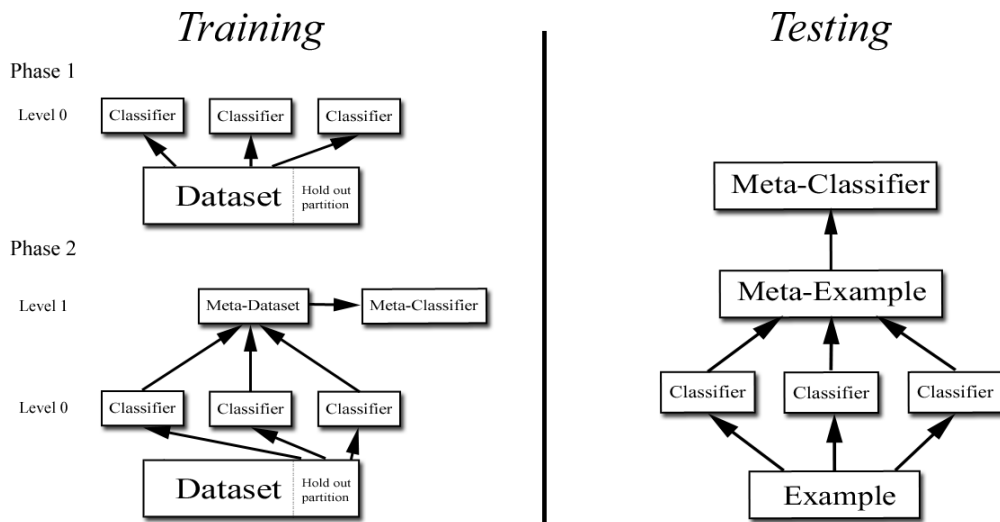 Training
Phase 1
Level 0
Classifier
Classifier
Classifier
Dataset
Hold out
partition
Phase 2
Level 1
Meta-Dataset
Meta-Classifier
Level 0
Classifier
Classifier
Classifier
Dataset
Hold out
partition
Testing
Meta-Classifier
Meta-Example
Classifier
Classifier
Classifier
Example